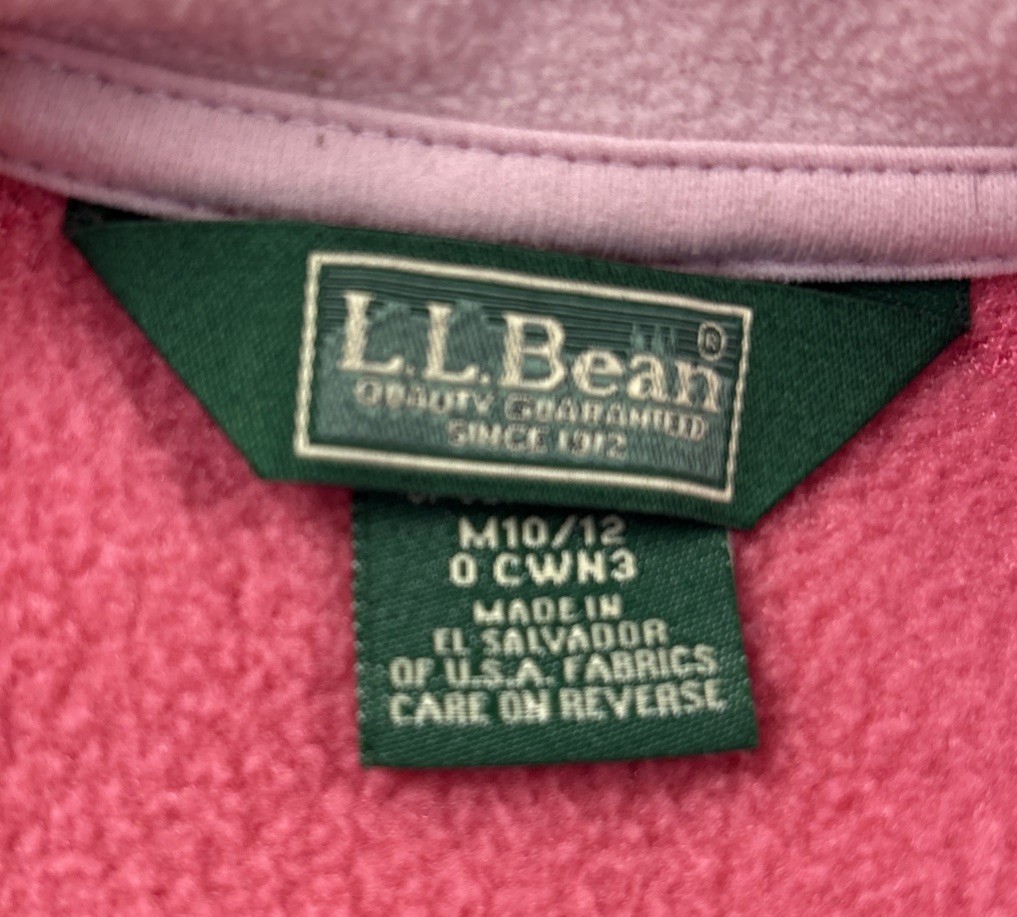 L.L.Bean®
QUALITY GUARANTEED
SINCE 1912
M10/12
0 CWN3
MADE IN
EL SALVADOR
OF U.S.A. FABRICS
CARE ON REVERSE